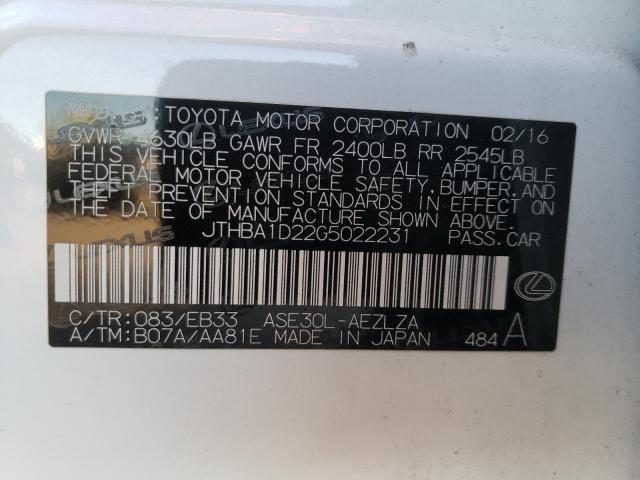 MFD. BY: TOYOTA MOTOR CORPORATION 02/16
GVWR 4630LB GAWR FR 2400LB RR 2545LB
THIS VEHICLE CONFORMS TO ALL APPLICABLE
FEDERAL MOTOR VEHICLE SAFETY, BUMPER, AND
THEFT PREVENTION STANDARDS IN EFFECT ON
THE DATE OF MANUFACTURE SHOWN ABOVE.
JTHBA1D22G5022231 PASS.CAR
C/TR: 083/EB33 ASE30L-AEZLZA
A/TM: B07A/AA81E MADE IN JAPAN 484 A